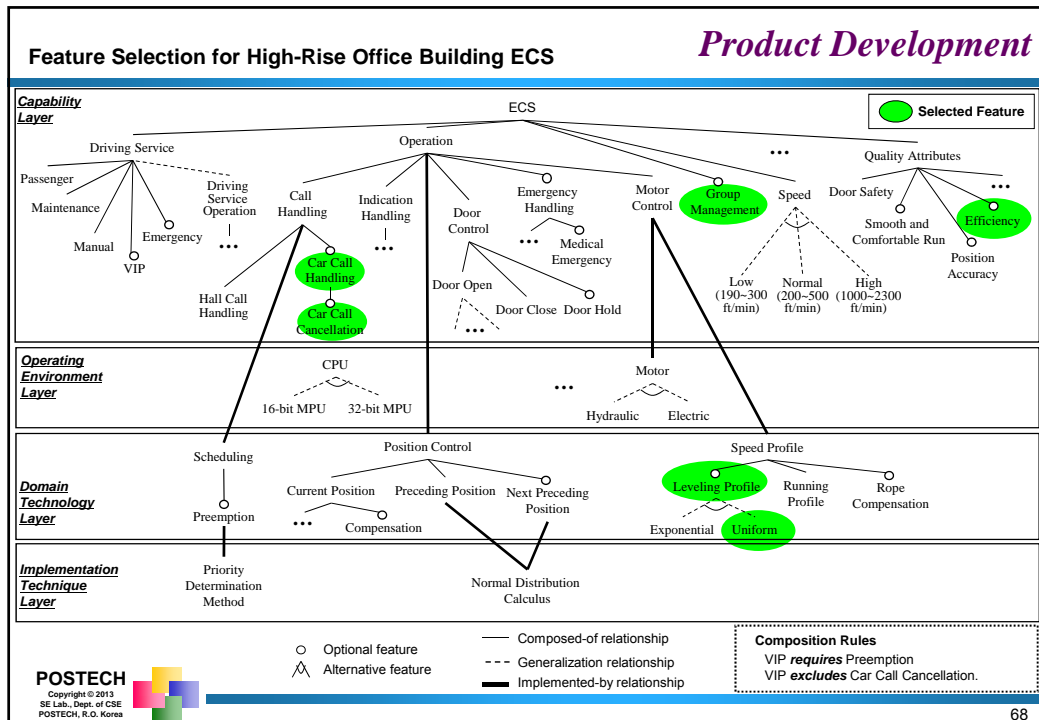 Feature Selection for High-Rise Office Building ECS
Product Development
Capability
Layer
ECS
Selected Feature
Driving Service
Operation
...
Quality Attributes
Passenger
Maintenance
Manual
VIP
Emergency
Driving
Service
Operation
...
Call
Handling
Indication
Handling
...
Door
Control
Emergency
Handling
...
Medical
Emergency
Motor
Control
Group
Management
Speed
Door Safety
Smooth and
Comfortable Run
Efficiency
...
Position
Accuracy
Hall Call
Handling
Car Call
Handling
Car Call
Cancellation
Door Open
...
Door Close
Door Hold
Low
(190~300
ft/min)
Normal
(200~500
ft/min)
High
(1000~2300
ft/min)
Operating
Environment
Layer
CPU
16-bit MPU
32-bit MPU
...
Motor
Hydraulic
Electric
Domain
Technology
Layer
Scheduling
Preemption
Position Control
Current Position
...
Compensation
Preceding Position
Next Preceding
Position
Speed Profile
Leveling Profile
Running
Profile
Rope
Compensation
Exponential
Uniform
Implementation
Technique
Layer
Priority
Determination
Method
Normal Distribution
Calculus
Optional feature
Alternative feature
Composed-of relationship
Generalization relationship
Implemented-by relationship
Composition Rules
VIP requires Preemption
VIP excludes Car Call Cancellation.
POSTECH
Copyright © 2013
SE Lab., Dept. of CSE
POSTECH, R.O. Korea
68